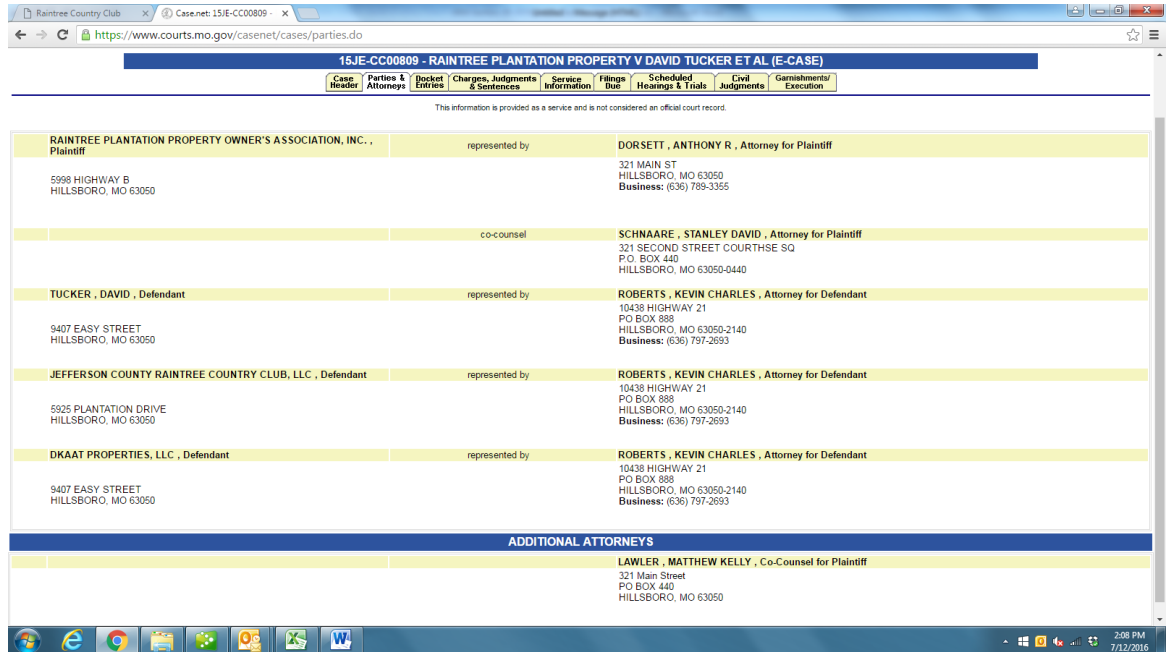 Raintree Country Club
Case.net: 15JE-CC00809 -
https://www.courts.mo.gov/casenet/cases/parties.do
15JE-CC00809 - RAINTREE PLANTATION PROPERTY V DAVID TUCKER ET AL (E-CASE)
Case Header Parties & Attorneys Docket Entries Charges, Judgments & Sentences Service Information Filings Due Scheduled Hearings & Trials Civil Judgments Garnishments/ Execution
This information is provided as a service and is not considered an official court record.
RAINTREE PLANTATION PROPERTY OWNER'S ASSOCIATION, INC. , Plaintiff represented by DORSETT , ANTHONY R , Attorney for Plaintiff
5998 HIGHWAY B
HILLSBORO, MO 63050
321 MAIN ST
HILLSBORO, MO 63050
Business: (636) 789-3355
co-counsel SCHNAARE , STANLEY DAVID , Attorney for Plaintiff
321 SECOND STREET COURTHSE SQ
P.O. BOX 440
HILLSBORO, MO 63050-0440
TUCKER , DAVID , Defendant represented by ROBERTS , KEVIN CHARLES , Attorney for Defendant
9407 EASY STREET
HILLSBORO, MO 63050
10438 HIGHWAY 21
PO BOX 888
HILLSBORO, MO 63050-2140
Business: (636) 797-2693
JEFFERSON COUNTY RAINTREE COUNTRY CLUB, LLC , Defendant represented by ROBERTS , KEVIN CHARLES , Attorney for Defendant
5925 PLANTATION DRIVE
HILLSBORO, MO 63050
10438 HIGHWAY 21
PO BOX 888
HILLSBORO, MO 63050-2140
Business: (636) 797-2693
DKAAT PROPERTIES, LLC , Defendant represented by ROBERTS , KEVIN CHARLES , Attorney for Defendant
9407 EASY STREET
HILLSBORO, MO 63050
10438 HIGHWAY 21
PO BOX 888
HILLSBORO, MO 63050-2140
Business: (636) 797-2693
ADDITIONAL ATTORNEYS
LAWLER , MATTHEW KELLY , Co-Counsel for Plaintiff
321 Main Street
PO BOX 440
HILLSBORO, MO 63050
2:08 PM
7/12/2016